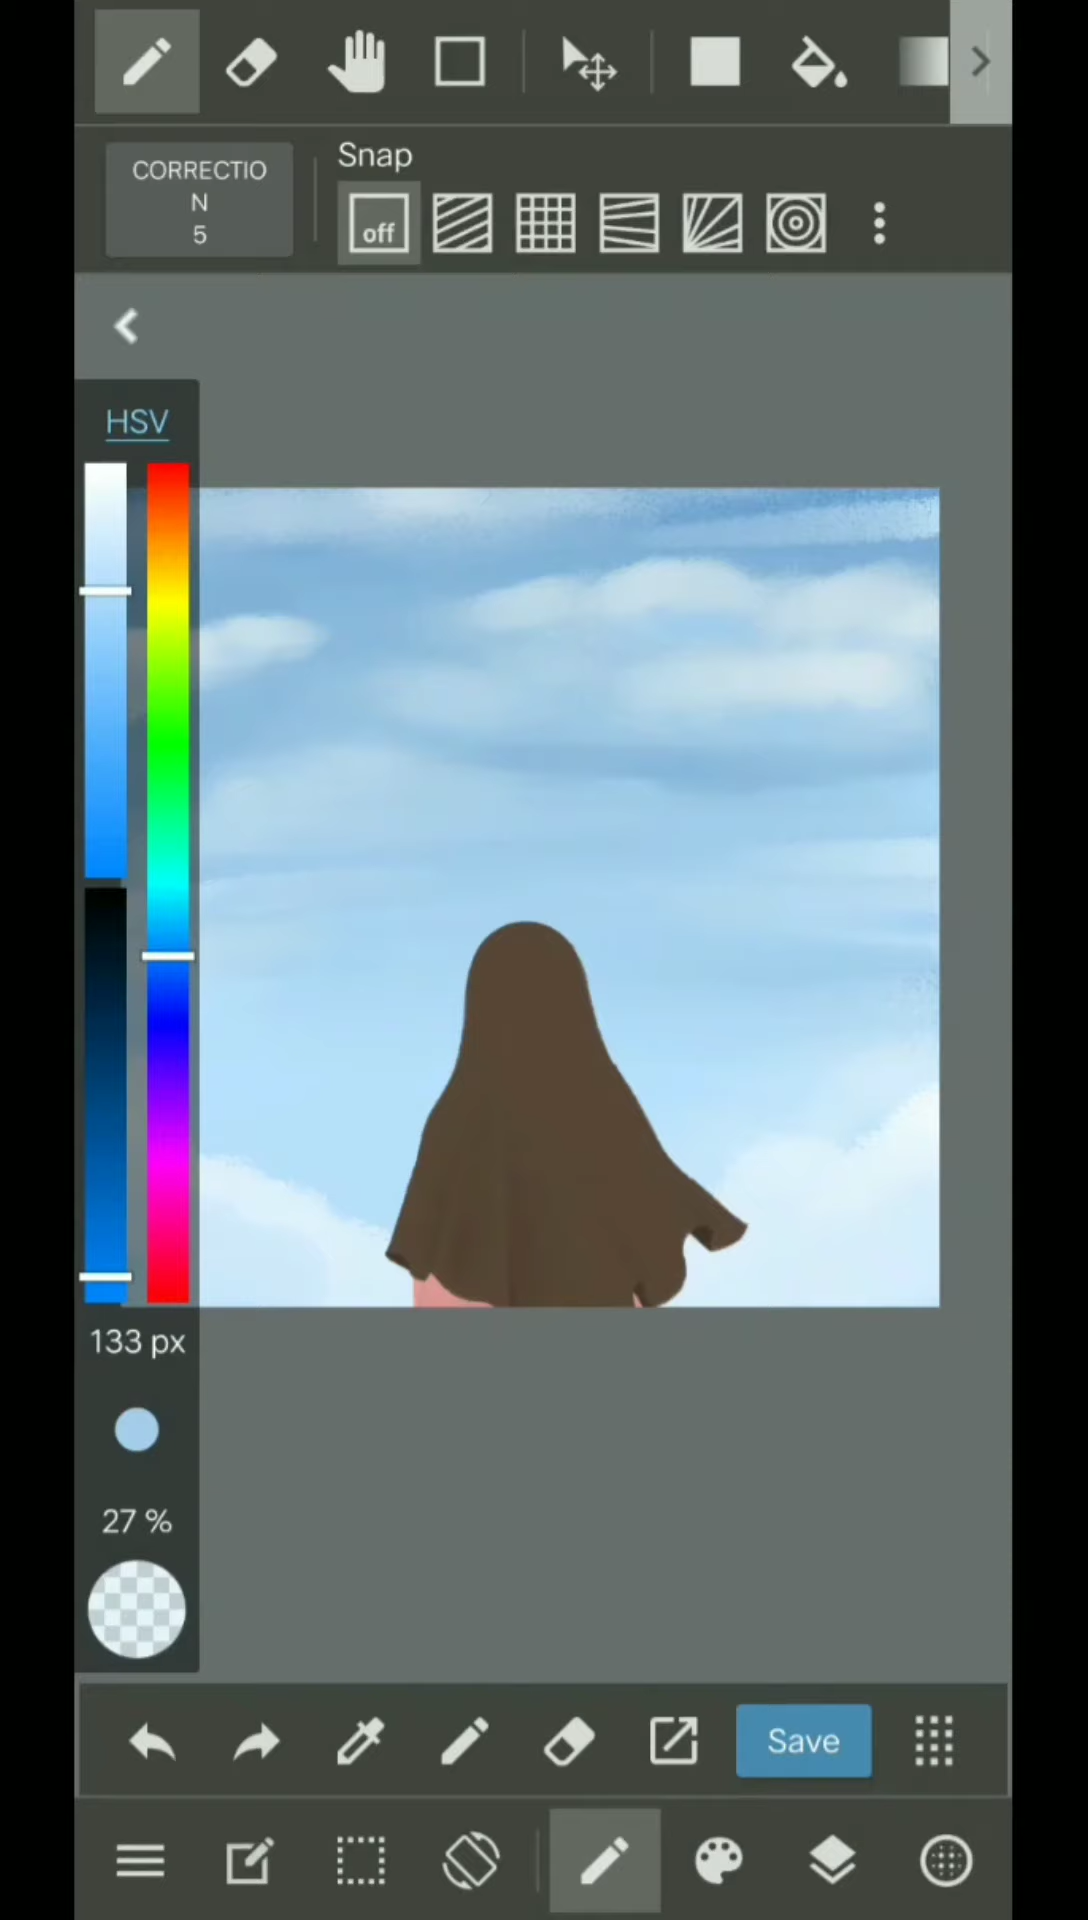 CORRECTIO
N
5
Snap
off
HSV
133 px
27 %
Save